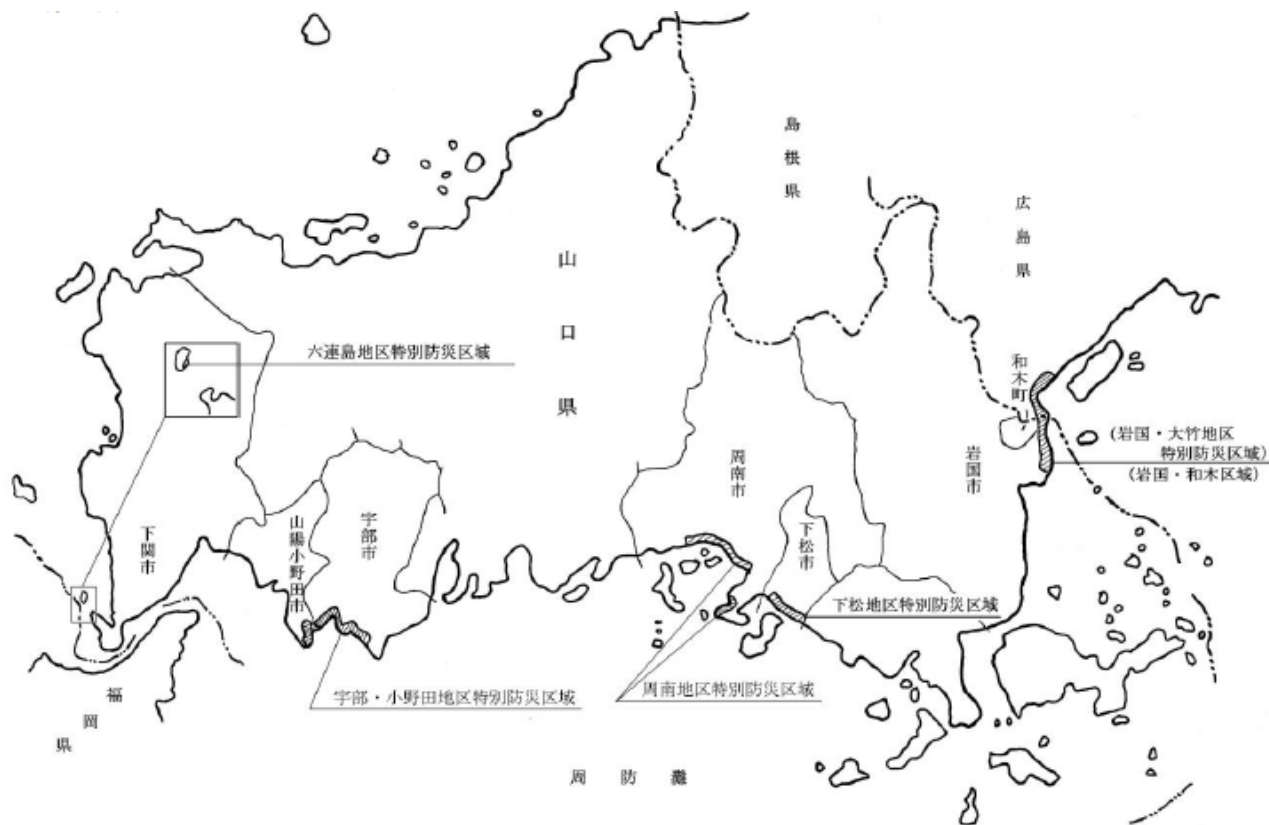 島根県
広島県
山口県
六連島地区特別防災区域
和木町
(岩国・大竹地区
特別防災区域)
(岩国・和木区域)
周南市
岩国市
下関市
山陽小野田市
宇部市
下松市
下松地区特別防災区域
宇部・小野田地区特別防災区域
周南地区特別防災区域
福岡県
周防灘